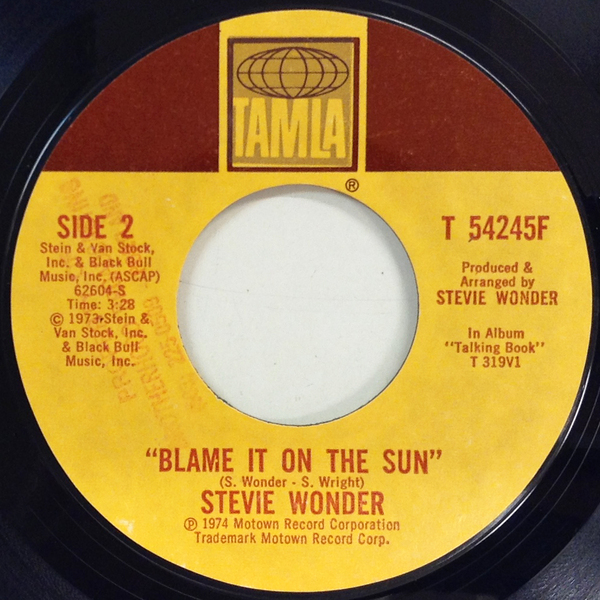 TAMLA
®
SIDE 2
Stein & Van Stock,
Inc. & Black Bull
Music, Inc. (ASCAP)
62604-S
Time: 3:28
© 1973 Stein &
Van Stock, Inc.
& Black Bull
Music, Inc.
T 54245F
Produced &
Arranged by
STEVIE WONDER
In Album
"Talking Book"
T 319V1
"BLAME IT ON THE SUN"
(S. Wonder - S. Wright)
STEVIE WONDER
℗ 1974 Motown Record Corporation
Trademark Motown Record Corp.